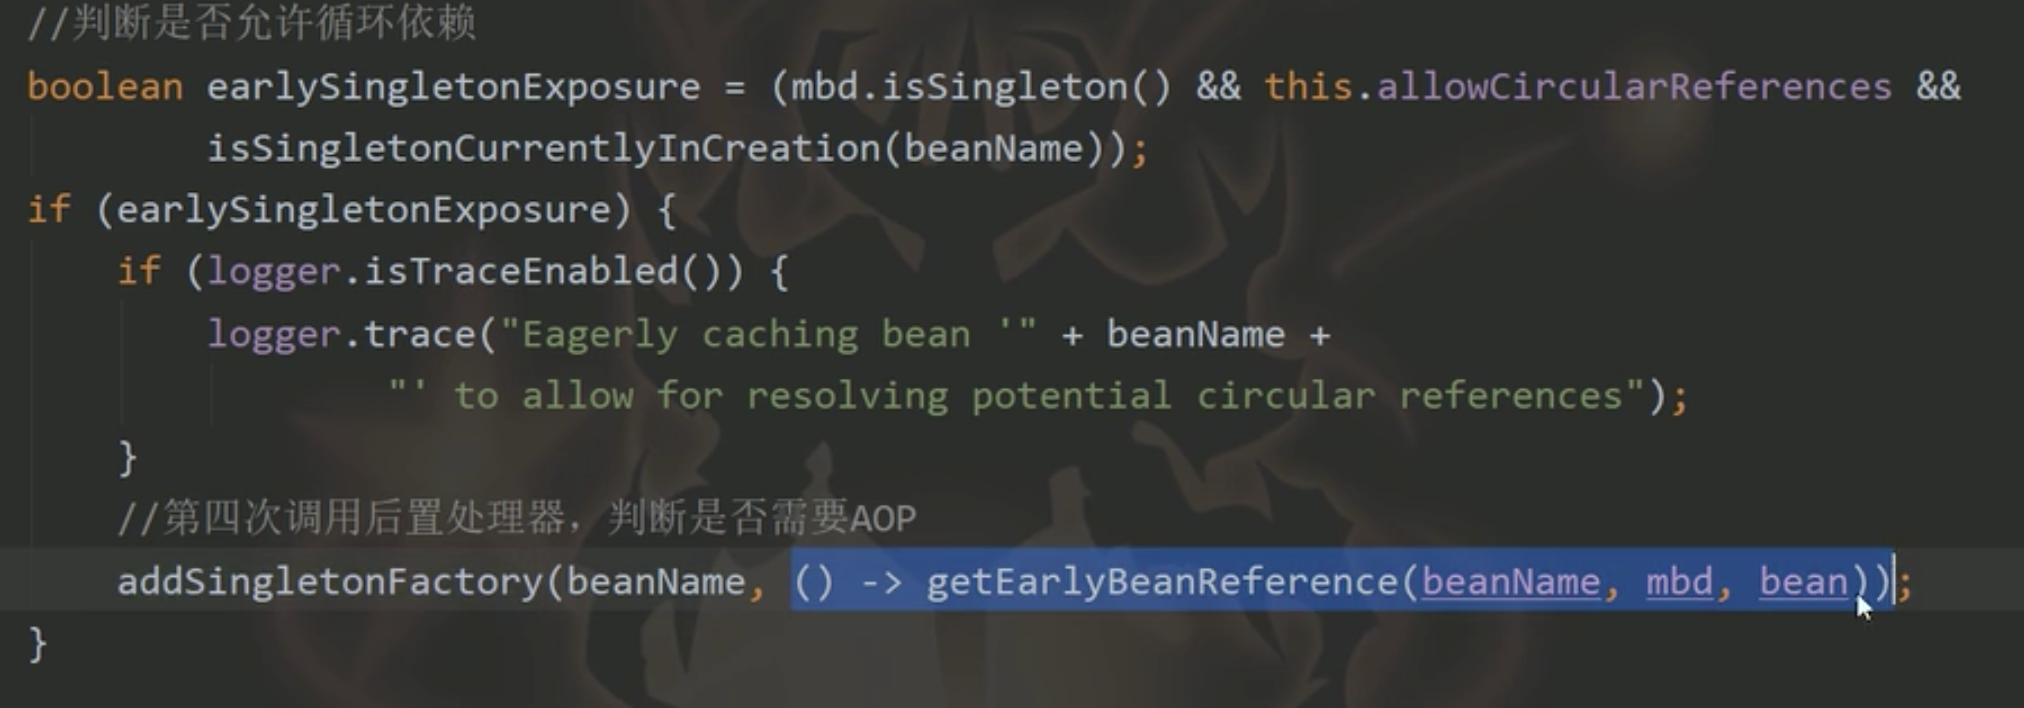 //判断是否允许循环依赖
boolean earlySingletonExposure = (mbd.isSingleton() && this.allowCircularReferences &&
        isSingletonCurrentlyInCreation(beanName));
if (earlySingletonExposure) {
    if (logger.isTraceEnabled()) {
        logger.trace("Eagerly caching bean '" + beanName +
                "' to allow for resolving potential circular references");
    }
    //第四次调用后置处理器，判断是否需要AOP
    addSingletonFactory(beanName, () -> getEarlyBeanReference(beanName, mbd, bean));
}